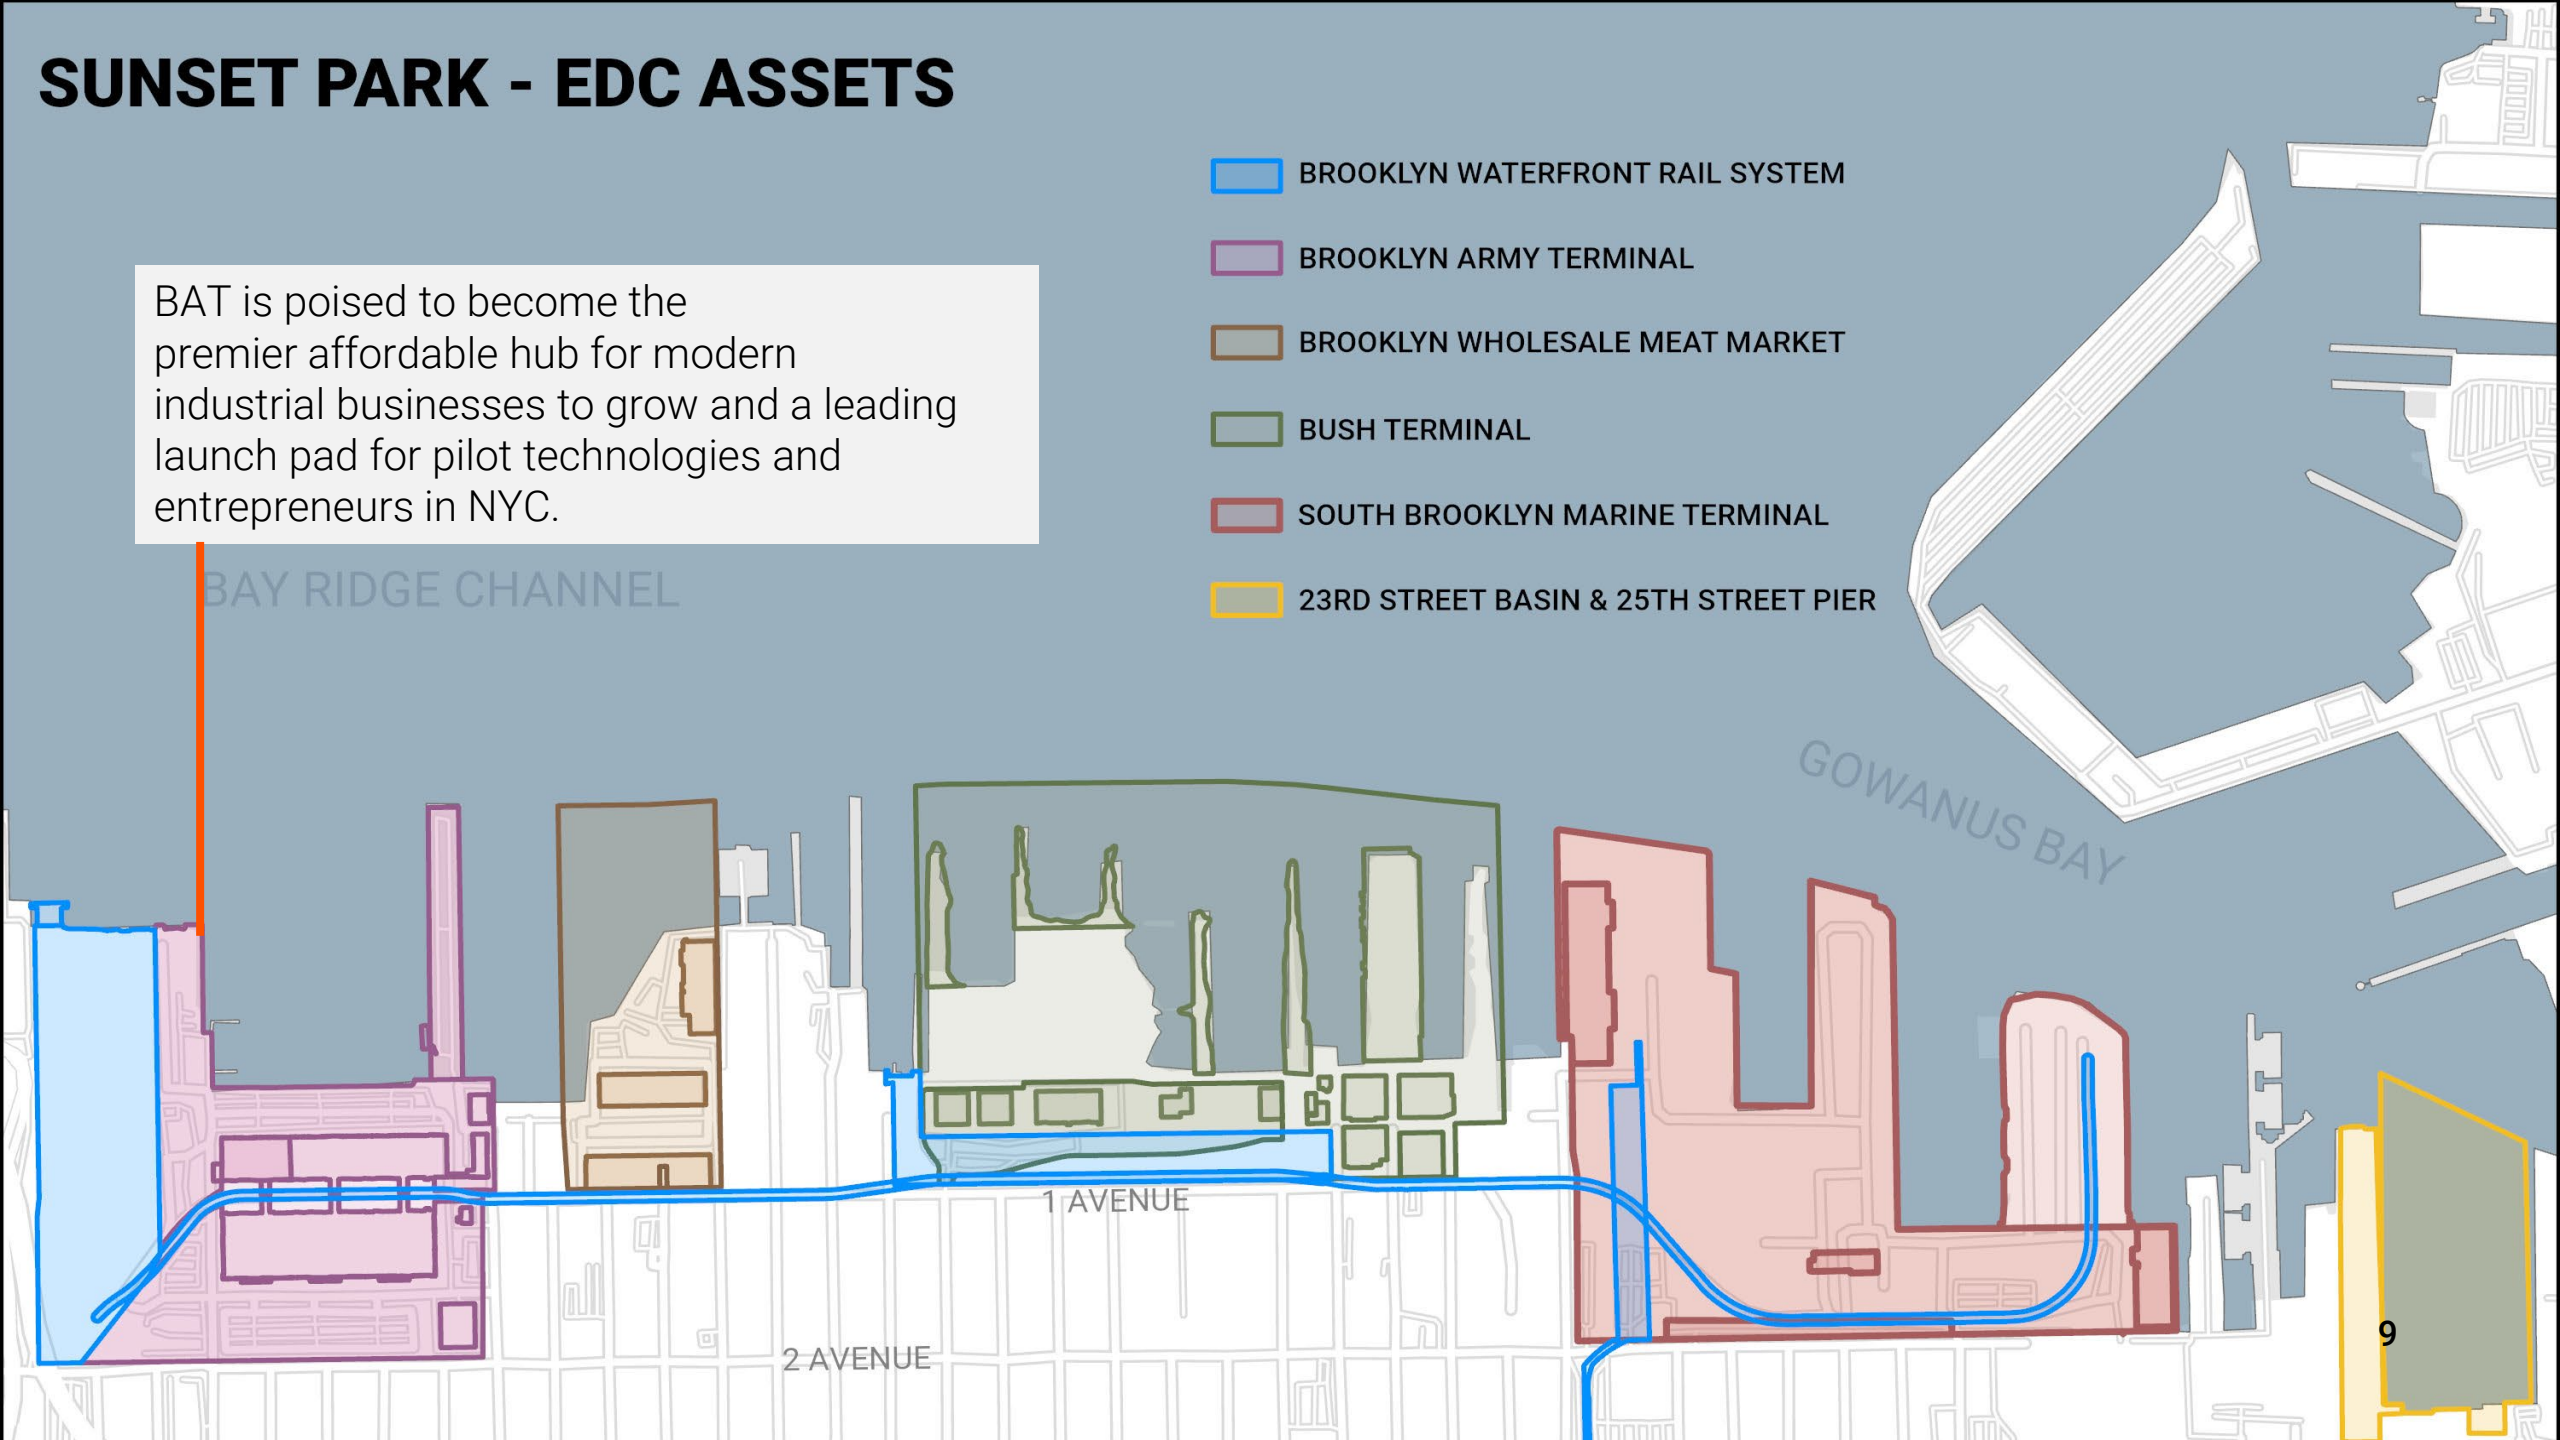 SUNSET PARK - EDC ASSETS
BROOKLYN WATERFRONT RAIL SYSTEM
BROOKLYN ARMY TERMINAL
BROOKLYN WHOLESALE MEAT MARKET
BUSH TERMINAL
SOUTH BROOKLYN MARINE TERMINAL
23RD STREET BASIN & 25TH STREET PIER
BAT is poised to become the
premier affordable hub for modern
industrial businesses to grow and a leading
launch pad for pilot technologies and
entrepreneurs in NYC.
BAY RIDGE CHANNEL
GOWANUS BAY
1 AVENUE
2 AVENUE
9